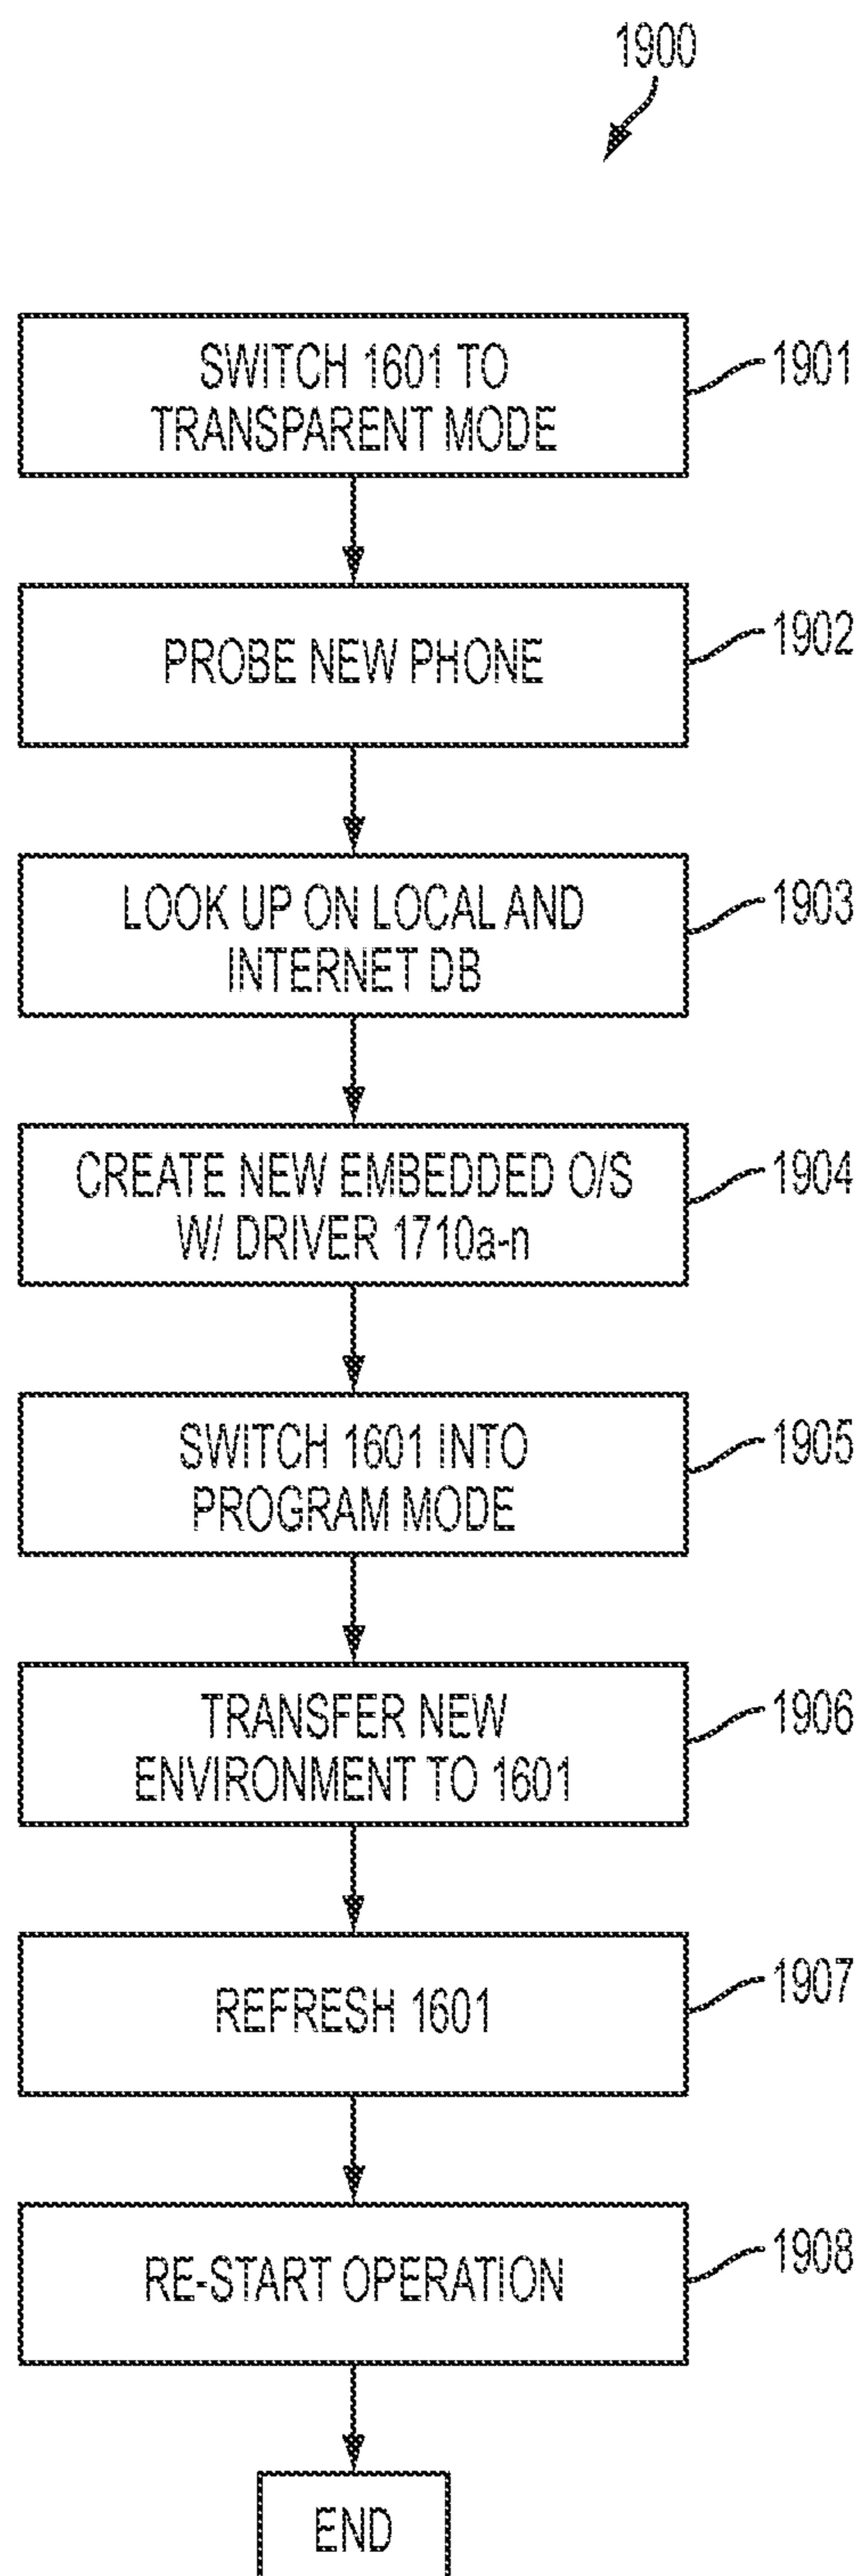 1900
SWITCH 1601 TO
TRANSPARENT MODE
1901
PROBE NEW PHONE
1902
LOOK UP ON LOCAL AND
INTERNET DB
1903
CREATE NEW EMBEDDED O/S
W/ DRIVER 1710a-n
1904
SWITCH 1601 INTO
PROGRAM MODE
1905
TRANSFER NEW
ENVIRONMENT TO 1601
1906
REFRESH 1601
1907
RE-START OPERATION
1908
END